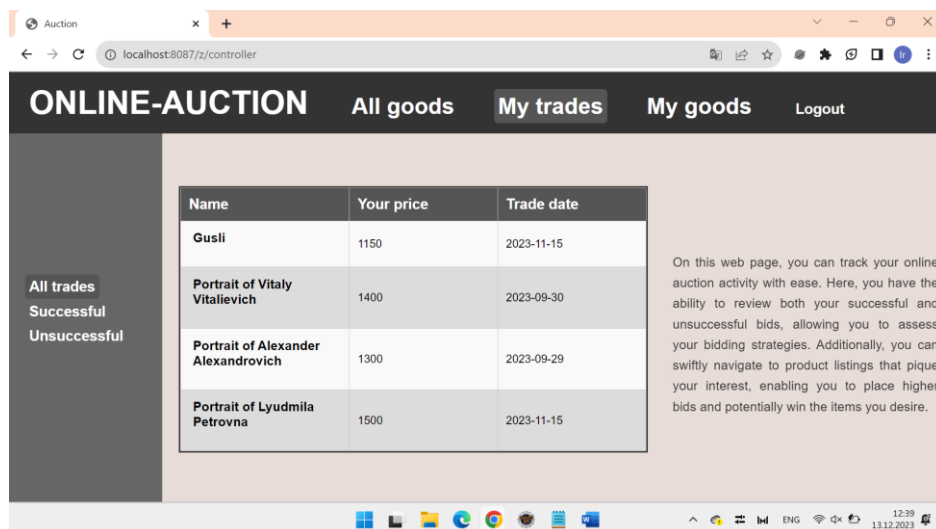 Auction
localhost:8087/z/controller
Ir
ONLINE-AUCTION All goods My trades My goods Logout
All trades
Successful
Unsuccessful
Name Your price Trade date
Gusli 1150 2023-11-15
Portrait of Vitaly
Vitalievich 1400 2023-09-30
Portrait of Alexander
Alexandrovich 1300 2023-09-29
Portrait of Lyudmila
Petrovna 1500 2023-11-15
On this web page, you can track your online
auction activity with ease. Here, you have the
ability to review both your successful and
unsuccessful bids, allowing you to assess
your bidding strategies. Additionally, you can
swiftly navigate to product listings that pique
your interest, enabling you to place higher
bids and potentially win the items you desire.
ENG
12:39
13.12.2023